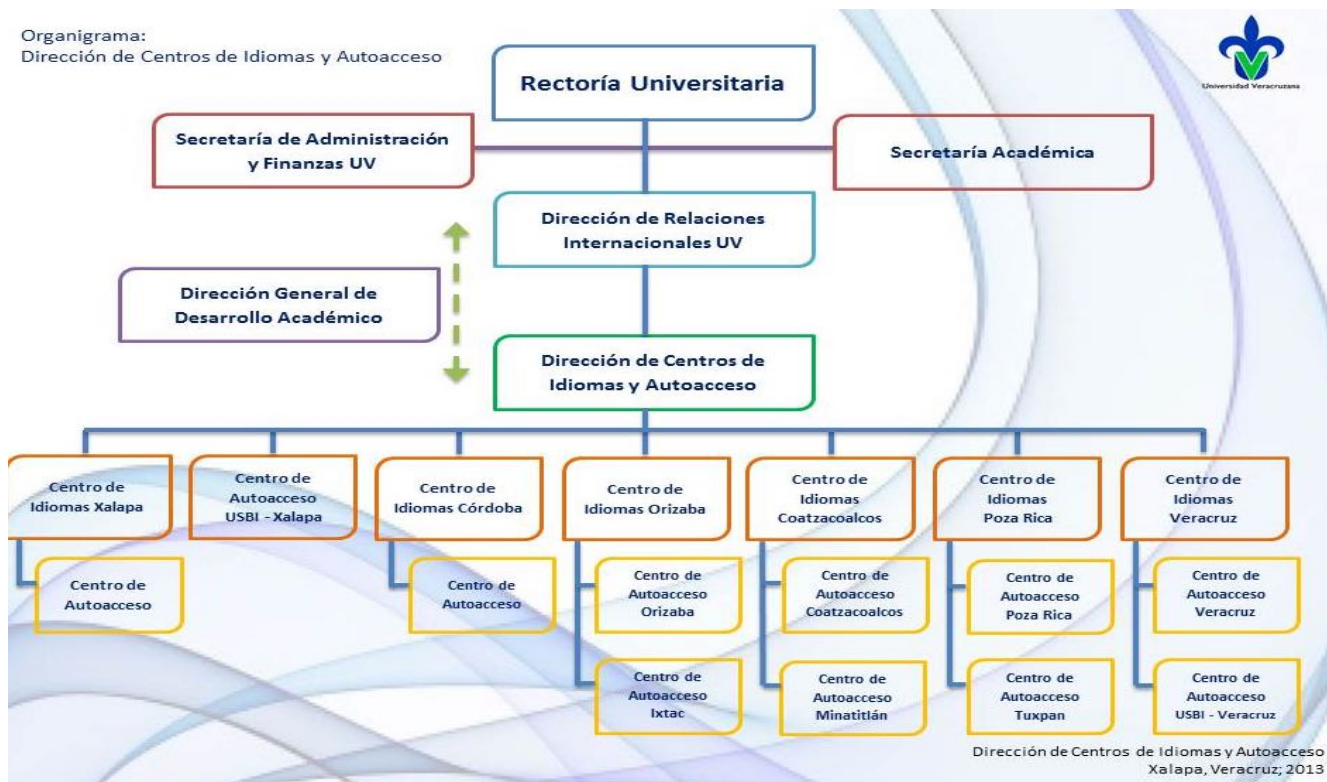 Organigrama:
Dirección de Centros de Idiomas y Autoacceso
Universidad Veracruzana
Rectoría Universitaria
Secretaría de Administración
y Finanzas UV
Secretaría Académica
Dirección de Relaciones
Internacionales UV
Dirección General de
Desarrollo Académico
Dirección de Centros de
Idiomas y Autoacceso
Centro de
Idiomas Xalapa
Centro de
Autoacceso
USBI - Xalapa
Centro de
Idiomas Córdoba
Centro de
Idiomas Orizaba
Centro de
Idiomas
Coatzacoalcos
Centro de
Idiomas
Poza Rica
Centro de
Idiomas
Veracruz
Centro de
Autoacceso
Centro de
Autoacceso
Centro de
Autoacceso
Orizaba
Centro de
Autoacceso
Coatzacoalcos
Centro de
Autoacceso
Poza Rica
Centro de
Autoacceso
Veracruz
Centro de
Autoacceso
Ixtac
Centro de
Autoacceso
Minatitlán
Centro de
Autoacceso
Tuxpan
Centro de
Autoacceso
USBI - Veracruz
Dirección de Centros de Idiomas y Autoacceso
Xalapa, Veracruz; 2013